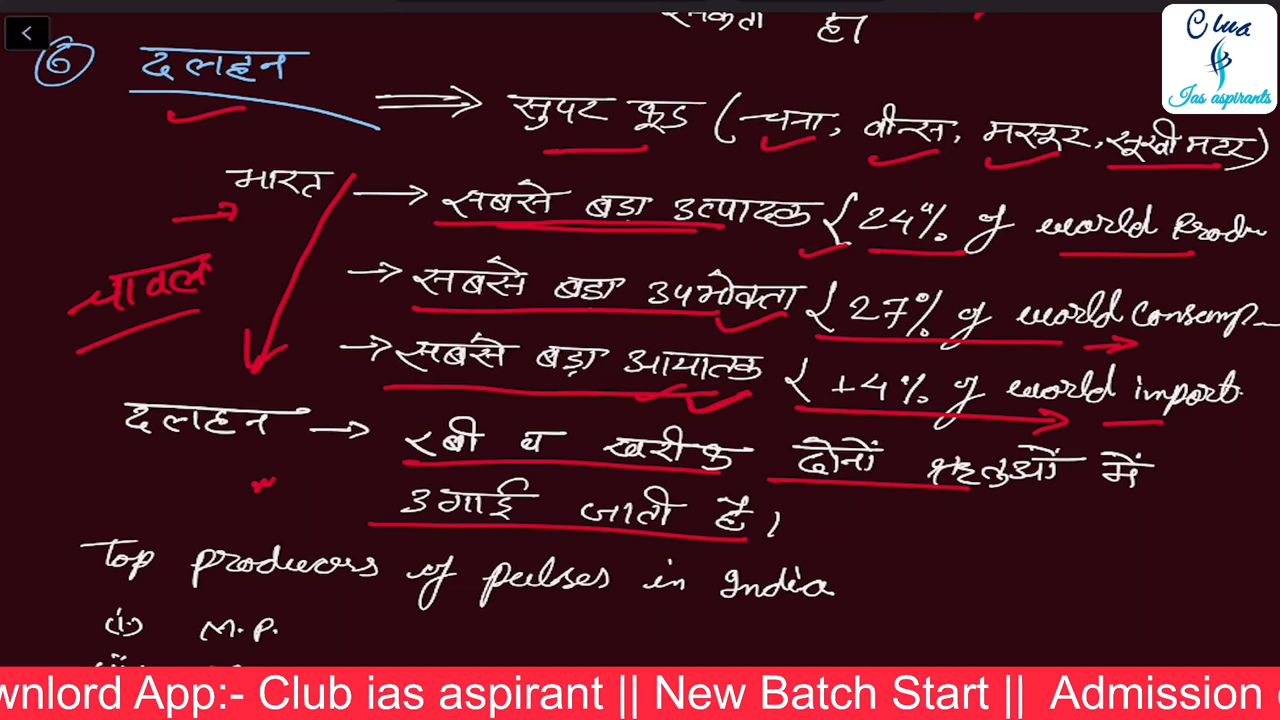 सकता है।
Club
Ias aspirants
⑥ दलहन
⟹ सुपर फूड (चना, बीन्स, मसूर, सूखी मटर)
भारत → सबसे बड़ा उत्पादक { 24% of world Produ
चावल
→ सबसे बडा उपभोक्ता { 27% of world Consemp-
→ सबसे बड़ा आयातक { 14% of world import.
दलहन → रबी व खरीफ दोनों ऋतुओं में
उगाई जाती है।
Top producers of pulses in India
(i) M.P.
wnlord App:- Club ias aspirant || New Batch Start || Admission